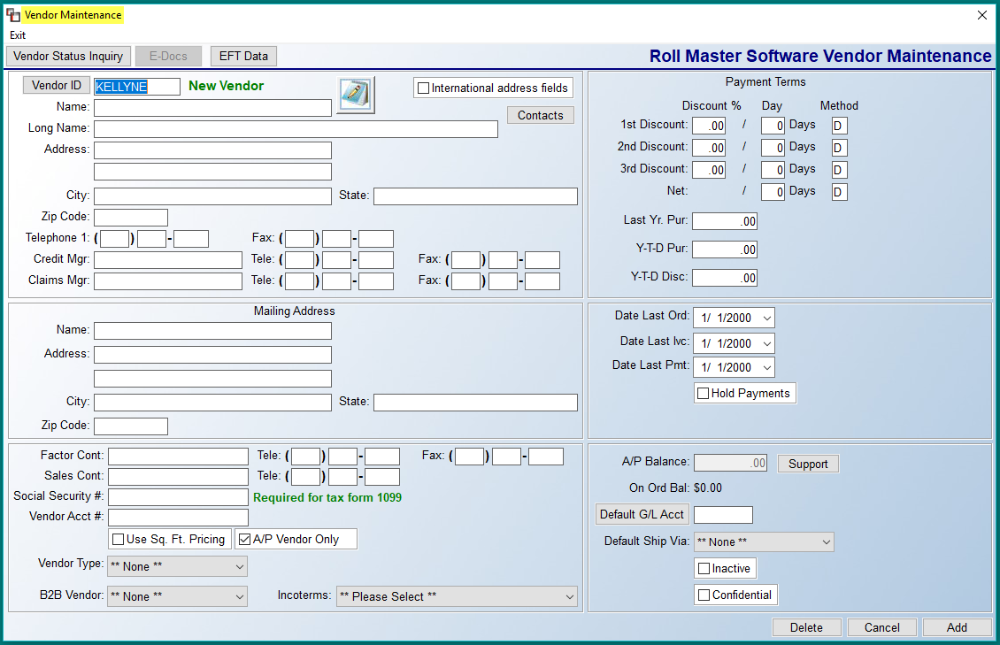 Vendor Maintenance
Exit
Vendor Status Inquiry E-Docs EFT Data Roll Master Software Vendor Maintenance
Vendor ID KELLYNE New Vendor International address fields
Name:
Contacts
Long Name:
Address:
City: State:
Zip Code:
Telephone 1: ( ) - Fax: ( ) -
Credit Mgr: Tele: ( ) - Fax: ( ) -
Claims Mgr: Tele: ( ) - Fax: ( ) -
Payment Terms
Discount % Day Method
1st Discount: .00 / 0 Days D
2nd Discount: .00 / 0 Days D
3rd Discount: .00 / 0 Days D
Net: / 0 Days D
Last Yr. Pur: .00
Y-T-D Pur: .00
Y-T-D Disc: .00
Mailing Address
Name:
Address:
City: State:
Zip Code:
Date Last Ord: 1/ 1/2000
Date Last Ivc: 1/ 1/2000
Date Last Pmt: 1/ 1/2000
Hold Payments
Factor Cont: Tele: ( ) - Fax: ( ) -
Sales Cont: Tele: ( ) -
Social Security #: Required for tax form 1099
Vendor Acct #:
Use Sq. Ft. Pricing A/P Vendor Only
Vendor Type: ** None **
B2B Vendor: ** None ** Incoterms: ** Please Select **
A/P Balance: .00 Support
On Ord Bal: $0.00
Default G/L Acct
Default Ship Via: ** None **
Inactive
Confidential
Delete Cancel Add